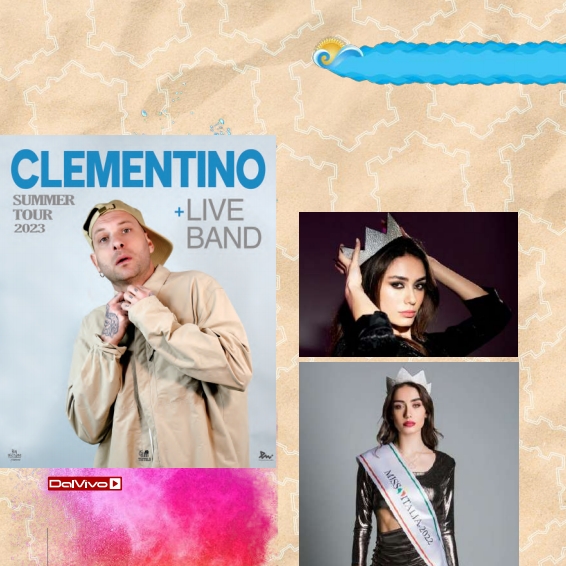 CLEMENTINO
SUMMER
TOUR
2023
+LIVE
BAND
DalVivo
MISS ITALIA 2022